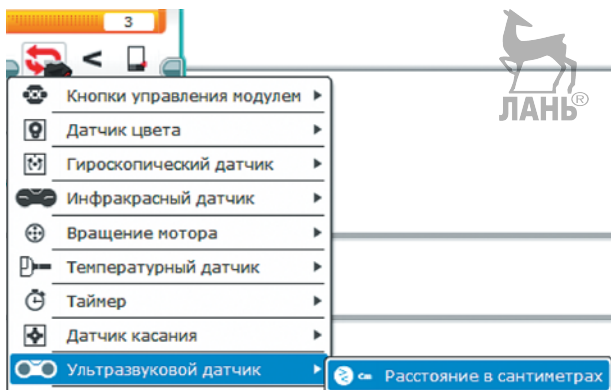 3
<
ЛАНЬ®
Кнопки управления модулем
Датчик цвета
Гироскопический датчик
Инфракрасный датчик
Вращение мотора
Температурный датчик
Таймер
Датчик касания
Ультразвуковой датчик
Расстояние в сантиметрах